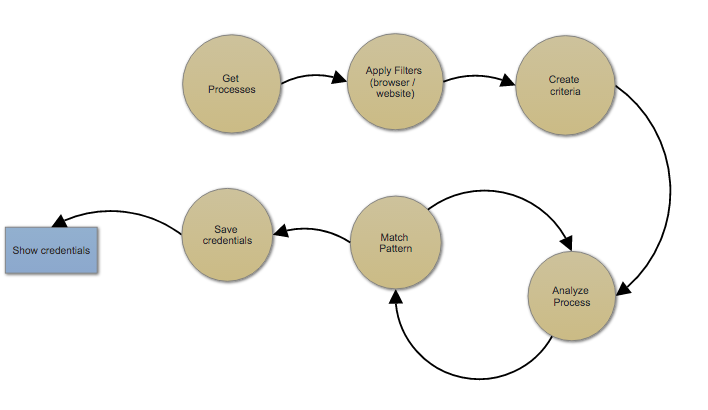 Get
Processes
Apply Filters
(browser /
website)
Create
criteria
Show credentials
Save
credentials
Match
Pattern
Analyze
Process